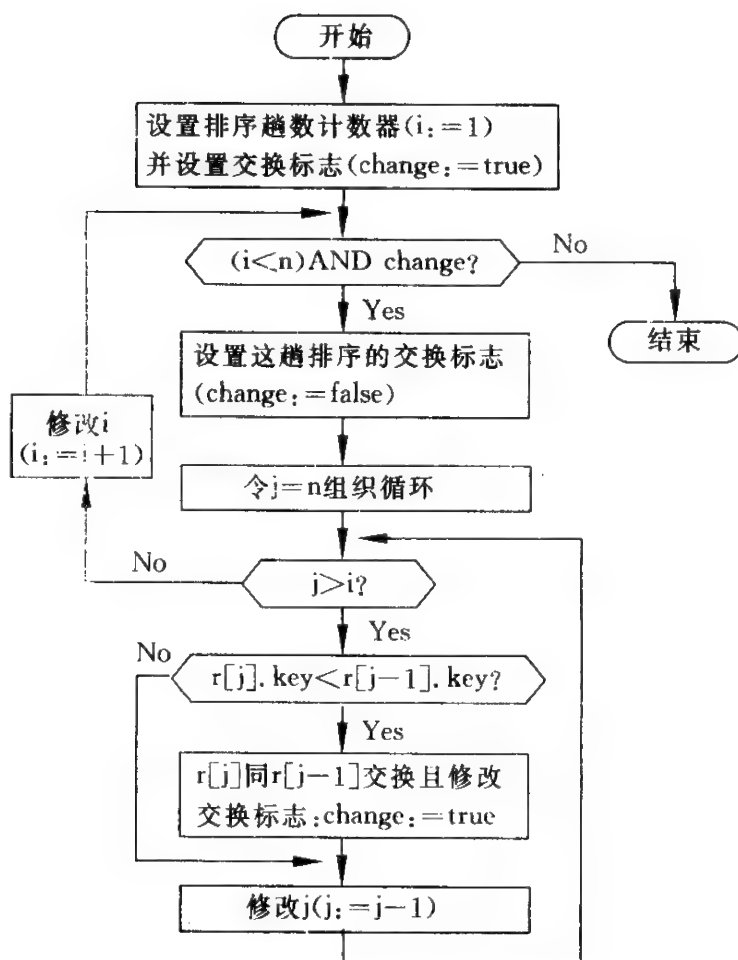 开始
设置排序趟数计数器(i:=1)
并设置交换标志(change:=true)
(i<n)AND change?
No
Yes
结束
设置这趟排序的交换标志
(change:=false)
修改i
(i:=i+1)
令j=n组织循环
No
j>i?
Yes
No
r[j].key<r[j-1].key?
Yes
r[j]同r[j-1]交换且修改
交换标志:change:=true
修改j(j:=j-1)